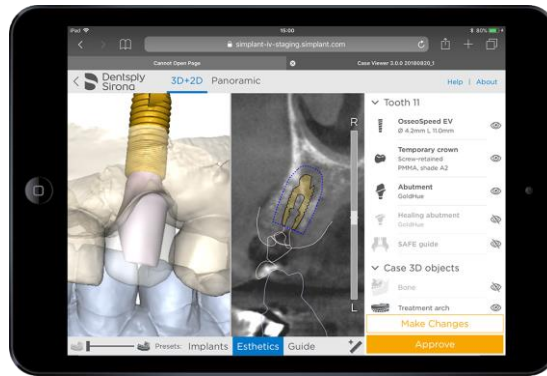 iPad
15:00
80%
simplant-iv-staging.simplant.com
Cannot Open Page
Case Viewer 2.0.0 20180920_1
Dentsply
Sirona
3D+2D Panoramic
Help | About
R
L
Tooth 11
OsseoSpeed EV
Ø 4.2mm L 11.0mm
Temporary crown
Screw-retained
PMMA, shade A2
Abutment
GoldHue
Healing abutment
GoldHue
SAFE guide
Case 3D objects
Bone
Treatment arch
Make Changes
Presets: Implants Esthetics Guide
Approve